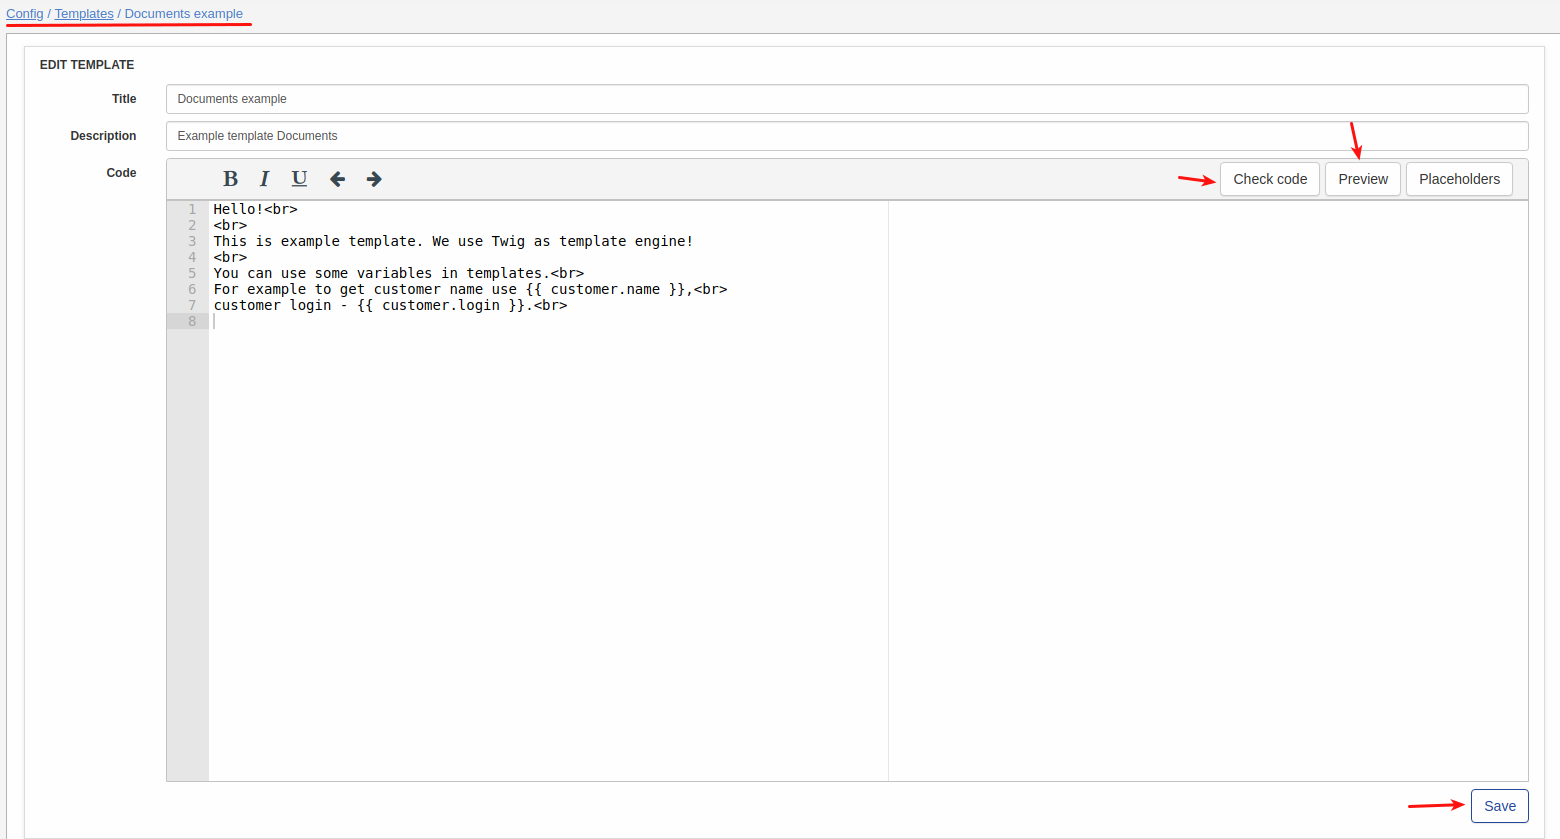 Config / Templates / Documents example
EDIT TEMPLATE
Title
Documents example
Description
Example template Documents
Code
B I U
Check code
Preview
Placeholders
1 Hello!<br>
2 <br>
3 This is example template. We use Twig as template engine!
4 <br>
5 You can use some variables in templates.<br>
6 For example to get customer name use {{ customer.name }},<br>
7 customer login - {{ customer.login }}.<br>
8
Save